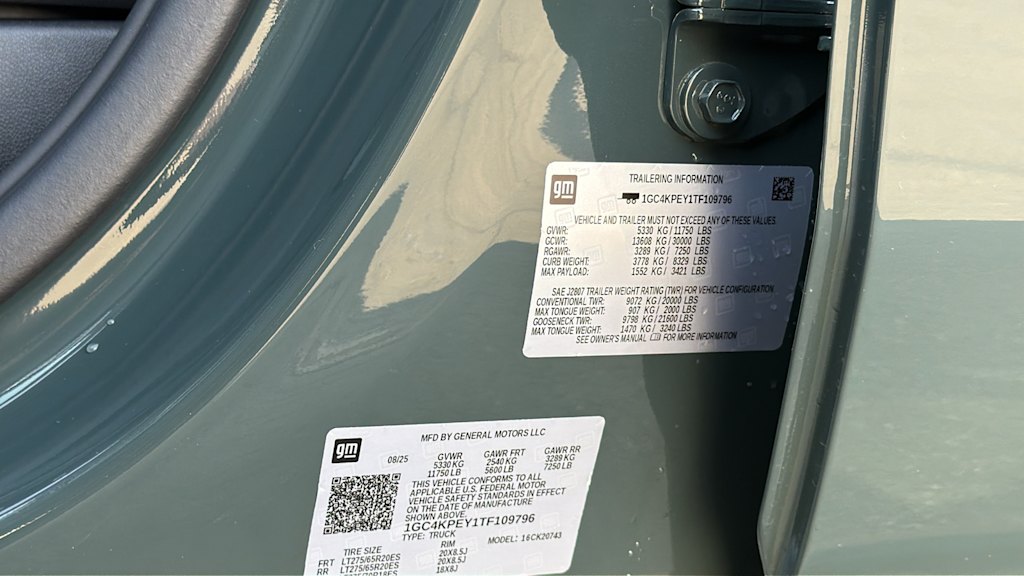 gm
TRAILERING INFORMATION
1GC4KPEY1TF109796
VEHICLE AND TRAILER MUST NOT EXCEED ANY OF THESE VALUES.
GVWR: 5330 KG / 11750 LBS
GCWR: 13608 KG / 30000 LBS
RGAWR: 3289 KG / 7250 LBS
CURB WEIGHT: 3778 KG / 8329 LBS
MAX PAYLOAD: 1552 KG / 3421 LBS
SAE J2807 TRAILER WEIGHT RATING (TWR) FOR VEHICLE CONFIGURATION.
CONVENTIONAL TWR: 9072 KG / 20000 LBS
MAX TONGUE WEIGHT: 907 KG / 2000 LBS
GOOSENECK TWR: 9798 KG / 21600 LBS
MAX TONGUE WEIGHT: 1470 KG / 3240 LBS
SEE OWNER'S MANUAL FOR MORE INFORMATION
gm
MFD BY GENERAL MOTORS LLC
08/25 GVWR GAWR FRT GAWR RR
5330 KG 2540 KG 3289 KG
11750 LB 5600 LB 7250 LB
THIS VEHICLE CONFORMS TO ALL
APPLICABLE U.S. FEDERAL MOTOR
VEHICLE SAFETY STANDARDS IN EFFECT
ON THE DATE OF MANUFACTURE
SHOWN ABOVE.
1GC4KPEY1TF109796
TYPE: TRUCK MODEL: 16CK20743
TIRE SIZE RIM
FRT LT275/65R20ES 20X8.5J
RR LT275/65R20ES 20X8.5J
18X8J